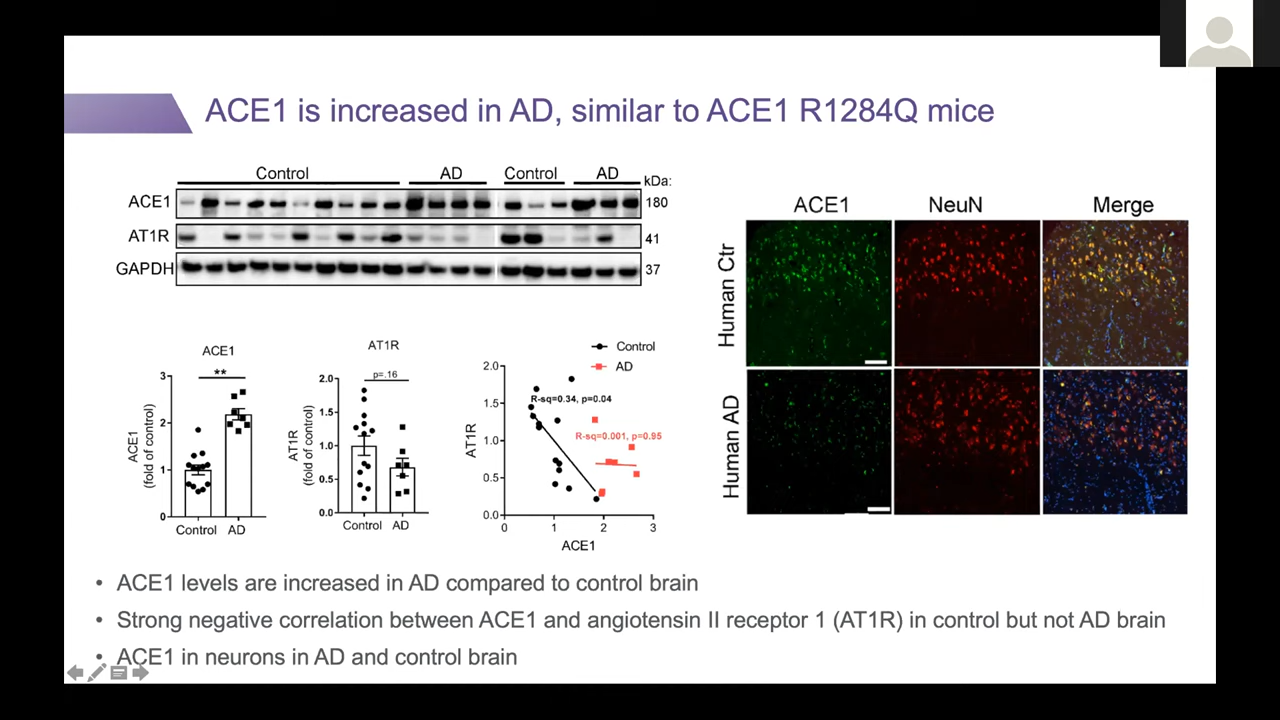 ACE1 is increased in AD, similar to ACE1 R1284Q mice
Control AD Control AD kDa:
ACE1 180
AT1R 41
GAPDH 37
ACE1 NeuN Merge
Human Ctr
Human AD
ACE1
**
3
2
1
0
ACE1
(fold of control)
Control AD
AT1R
p=.16
2.0
1.5
1.0
0.5
0.0
AT1R
(fold of control)
Control AD
Control
AD
2.0
1.5
1.0
0.5
0.0
AT1R
R-sq=0.34, p=0.04
R-sq=0.001, p=0.95
0 1 2 3
ACE1
• ACE1 levels are increased in AD compared to control brain
• Strong negative correlation between ACE1 and angiotensin II receptor 1 (AT1R) in control but not AD brain
• ACE1 in neurons in AD and control brain